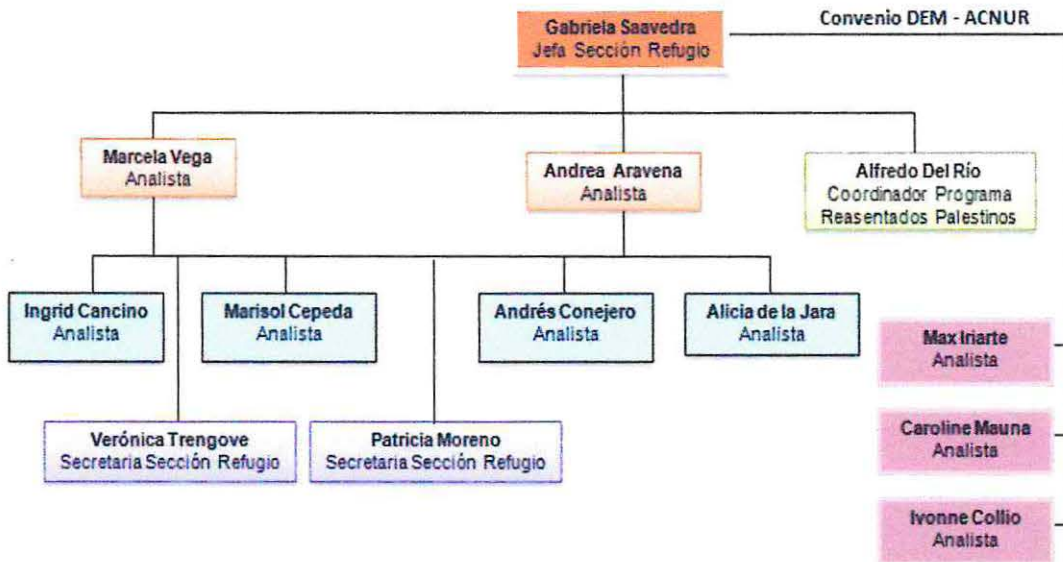 Gabriela Saavedra
Jefa Sección Refugio
Convenio DEM - ACNUR
Marcela Vega
Analista
Andrea Aravena
Analista
Alfredo Del Río
Coordinador Programa
Reasentados Palestinos
Ingrid Cancino
Analista
Marisol Cepeda
Analista
Andrés Conejero
Analista
Alicia de la Jara
Analista
Max Iriarte
Analista
Verónica Trengove
Secretaria Sección Refugio
Patricia Moreno
Secretaria Sección Refugio
Caroline Mauna
Analista
Ivonne Collio
Analista